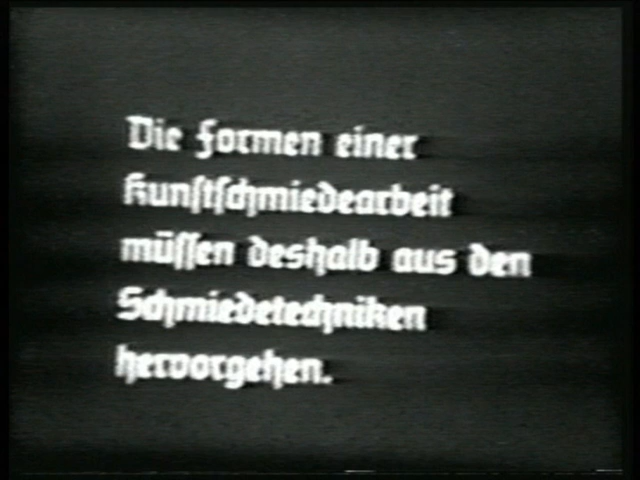 Die Formen einer
Kunstschmiedearbeit
müssen deshalb aus den
Schmiedetechniken
hervorgehen.